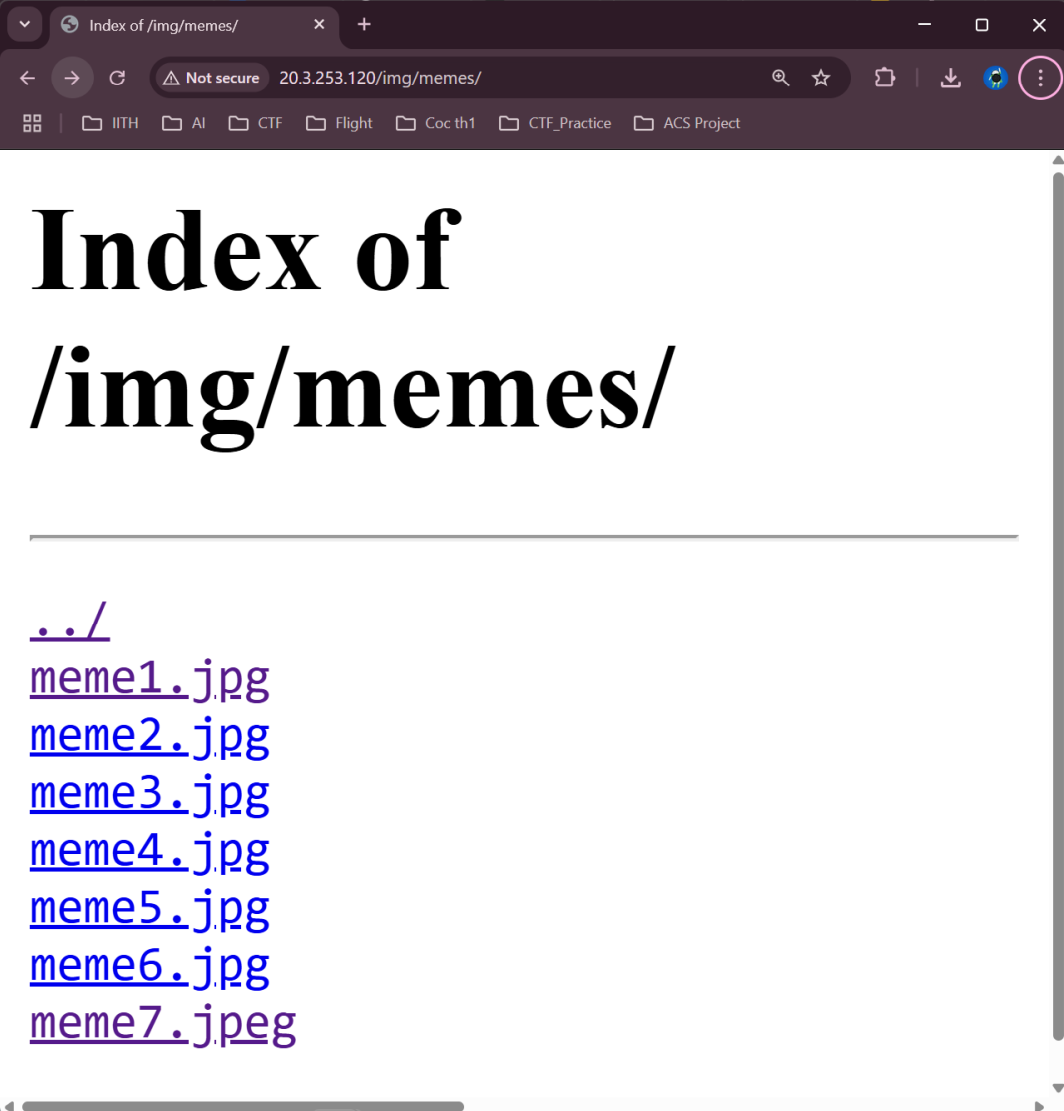 Index of /img/memes/
Not secure
20.3.253.120/img/memes/
IITH
AI
CTF
Flight
Coc th1
CTF_Practice
ACS Project
Index of
/img/memes/
../
meme1.jpg
meme2.jpg
meme3.jpg
meme4.jpg
meme5.jpg
meme6.jpg
meme7.jpeg